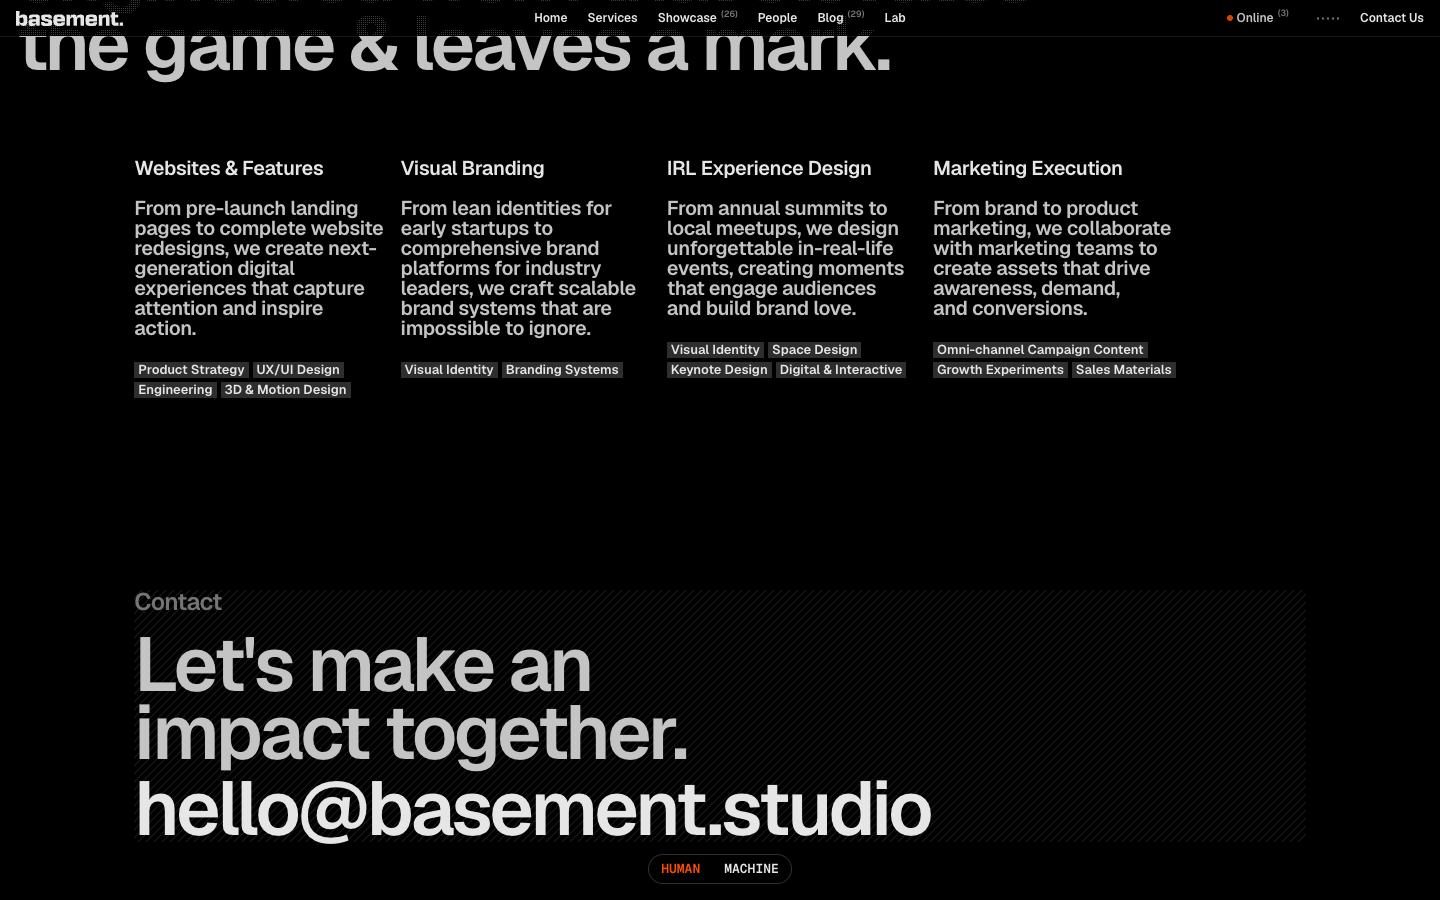 basement.
Home Services Showcase (26) People Blog (29) Lab
Online (3) Contact Us
the game & leaves a mark.
Websites & Features
From pre-launch landing
pages to complete website
redesigns, we create next-
generation digital
experiences that capture
attention and inspire
action.
Product Strategy UX/UI Design
Engineering 3D & Motion Design
Visual Branding
From lean identities for
early startups to
comprehensive brand
platforms for industry
leaders, we craft scalable
brand systems that are
impossible to ignore.
Visual Identity Branding Systems
IRL Experience Design
From annual summits to
local meetups, we design
unforgettable in-real-life
events, creating moments
that engage audiences
and build brand love.
Visual Identity Space Design
Keynote Design Digital & Interactive
Marketing Execution
From brand to product
marketing, we collaborate
with marketing teams to
create assets that drive
awareness, demand,
and conversions.
Omni-channel Campaign Content
Growth Experiments Sales Materials
Contact
Let's make an
impact together.
hello@basement.studio
HUMAN MACHINE